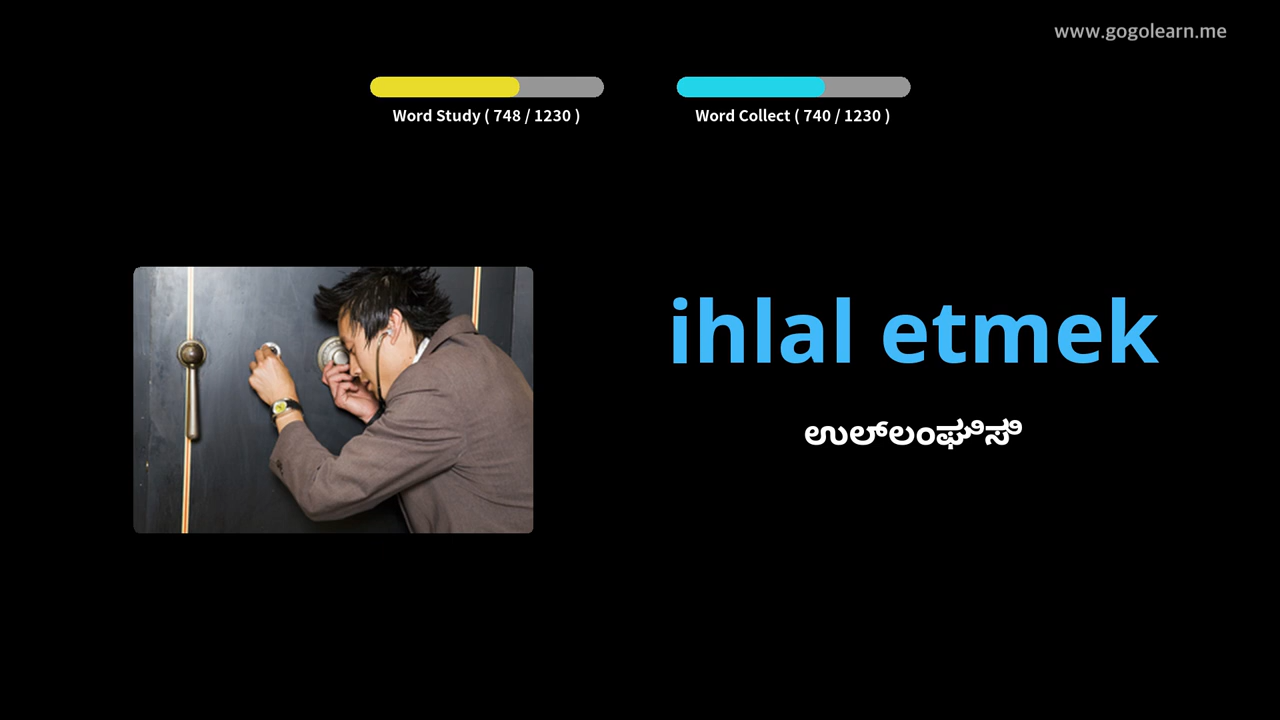 www.gogolearn.me
Word Study ( 748 / 1230 )
Word Collect ( 740 / 1230 )
ihlal etmek
ಉಲ್ಲಂಘಿಸಿ